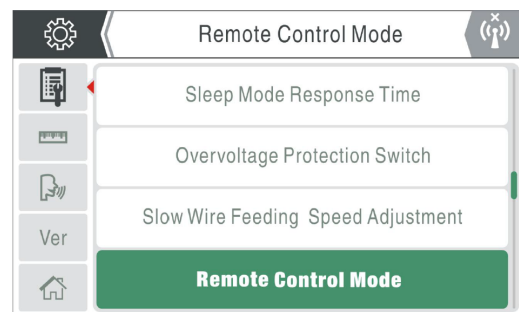 Remote Control Mode
Sleep Mode Response Time
Overvoltage Protection Switch
Slow Wire Feeding Speed Adjustment
Ver
Remote Control Mode